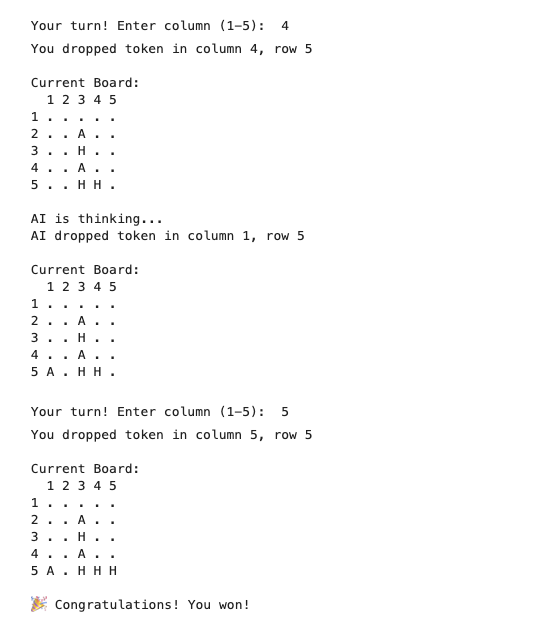 Your turn! Enter column (1–5):  4
You dropped token in column 4, row 5
Current Board:
  1 2 3 4 5
1 . . . . .
2 . . A . .
3 . . H . .
4 . . A . .
5 . . H H .
AI is thinking...
AI dropped token in column 1, row 5
Current Board:
  1 2 3 4 5
1 . . . . .
2 . . A . .
3 . . H . .
4 . . A . .
5 A . H H .
Your turn! Enter column (1–5):  5
You dropped token in column 5, row 5
Current Board:
  1 2 3 4 5
1 . . . . .
2 . . A . .
3 . . H . .
4 . . A . .
5 A . H H H
🎉 Congratulations! You won!